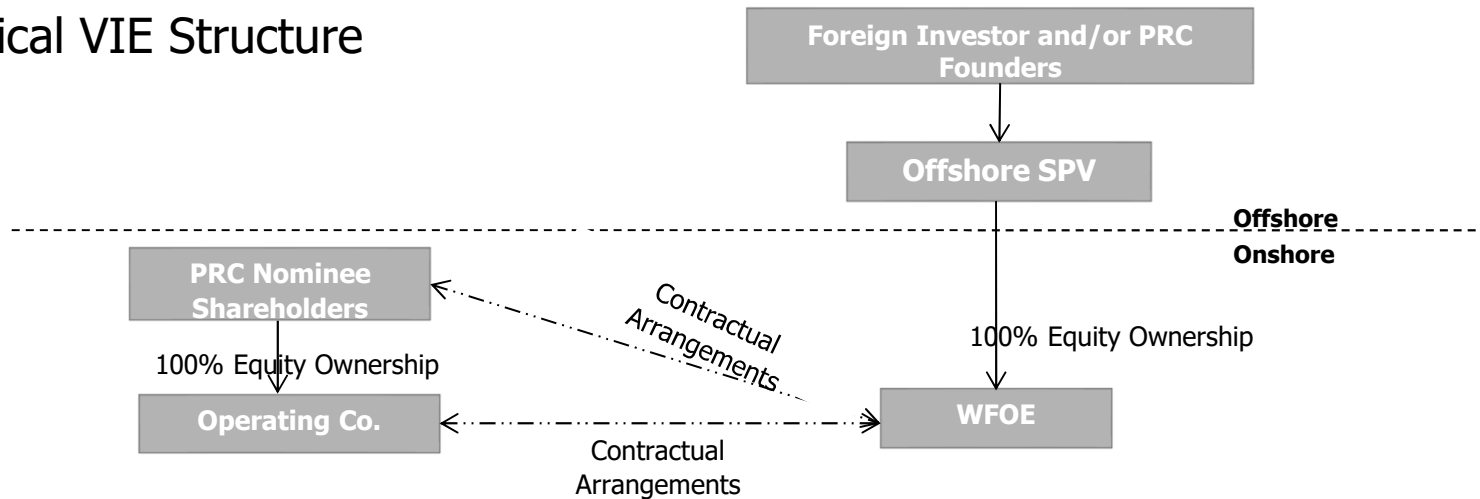 VIE Structure
Foreign Investor and/or PRC
Founders
Offshore SPV
Offshore
Onshore
PRC Nominee
Shareholders
Contractual
Arrangements
100% Equity Ownership
100% Equity Ownership
Operating Co.
WFOE
Contractual
Arrangements